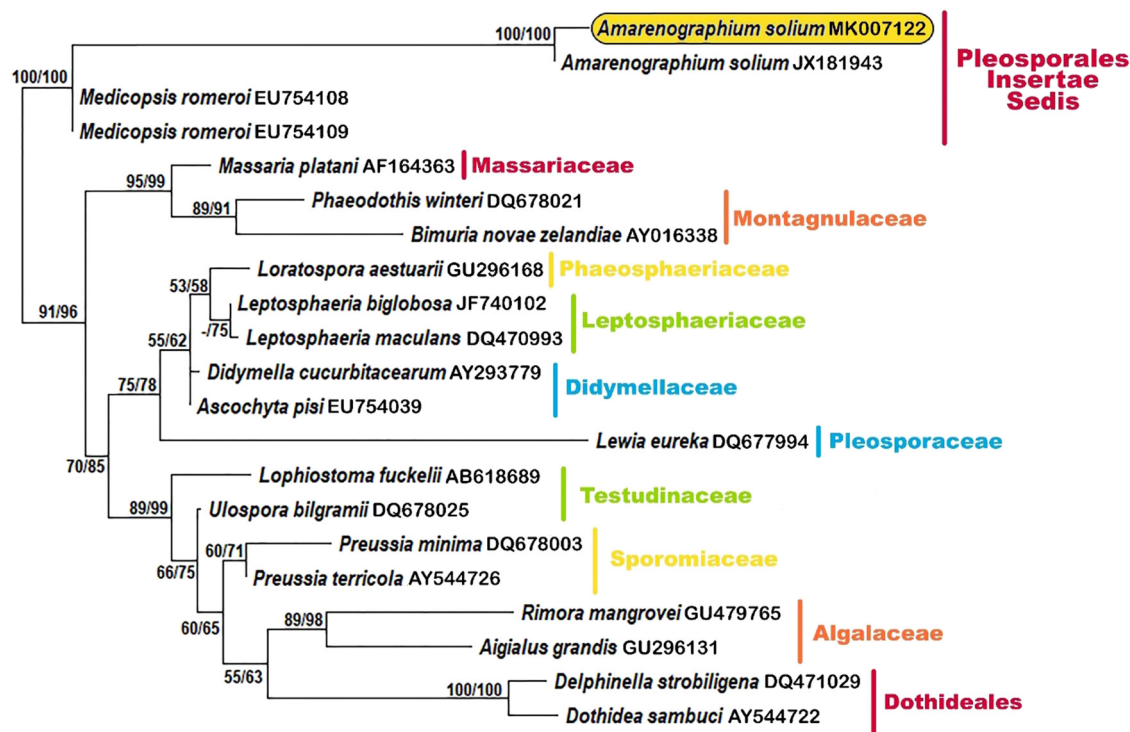 100/100
Amarenographium solium MK007122
Amarenographium solium JX181943
Pleosporales
Insertae
Sedis
100/100
Medicopsis romeroi EU754108
Medicopsis romeroi EU754109
Massaria platani AF164363
Massariaceae
95/99
Phaeodothis winteri DQ678021
89/91
Montagnulaceae
Bimuria novae zelandiae AY016338
Loratospora aestuarii GU296168
Phaeosphaeriaceae
53/58
Leptosphaeria biglobosa JF740102
91/96
Leptosphaeriaceae
-/75
Leptosphaeria maculans DQ470993
55/62
Didymella cucurbitacearum AY293779
75/78
Didymellaceae
Ascochyta pisi EU754039
Lewia eureka DQ677994
Pleosporaceae
70/85
Lophiostoma fuckelii AB618689
Testudinaceae
89/99
Ulospora bilgramii DQ678025
Preussia minima DQ678003
60/71
Sporomiaceae
66/75
Preussia terricola AY544726
Rimora mangrovei GU479765
89/98
60/65
Algalaceae
Aigialus grandis GU296131
55/63
Delphinella strobiligena DQ471029
100/100
Dothideales
Dothidea sambuci AY544722